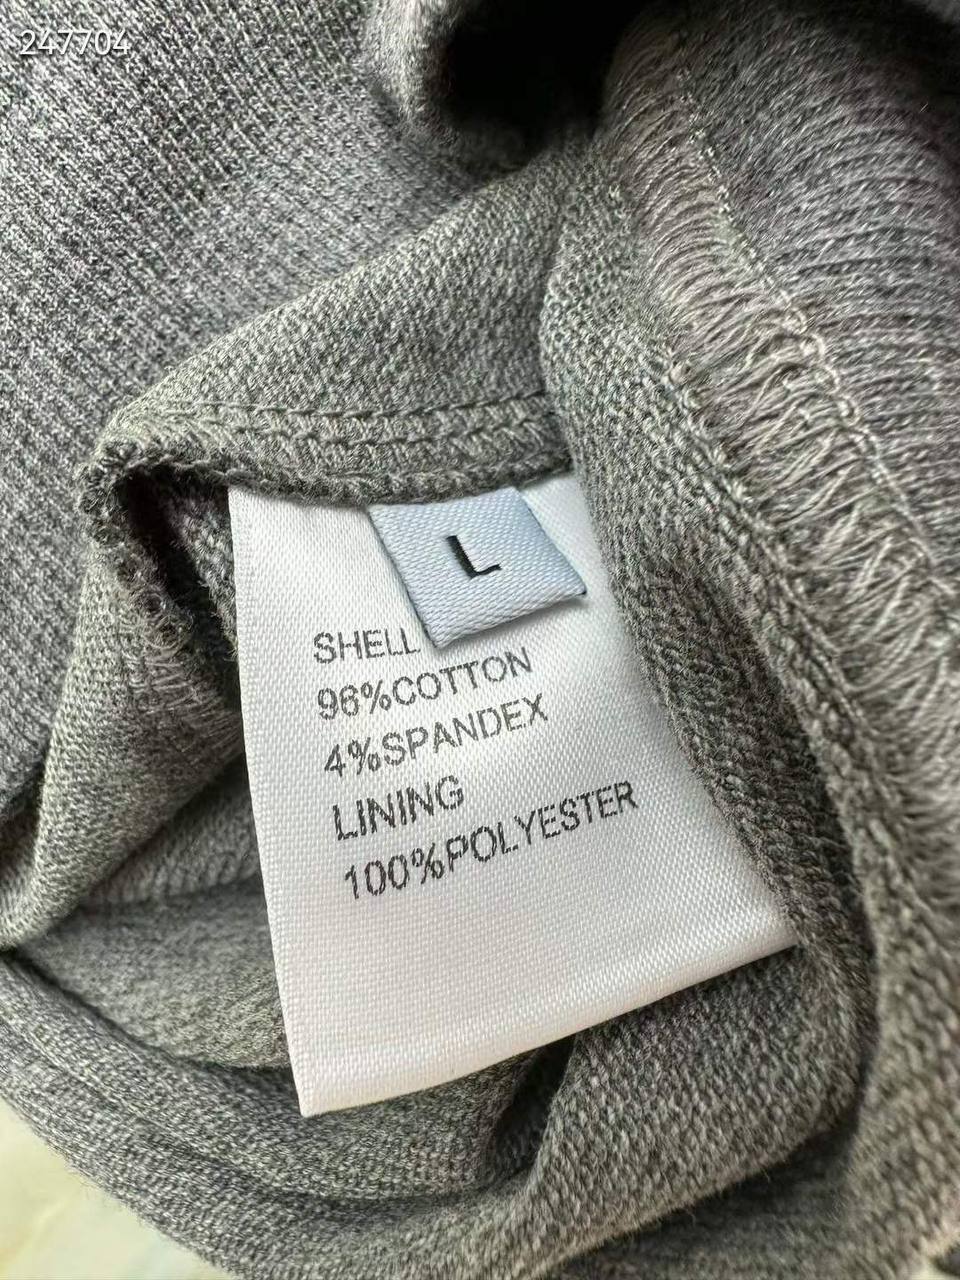 247704
L
SHELL
96%COTTON
4%SPANDEX
LINING
100%POLYESTER